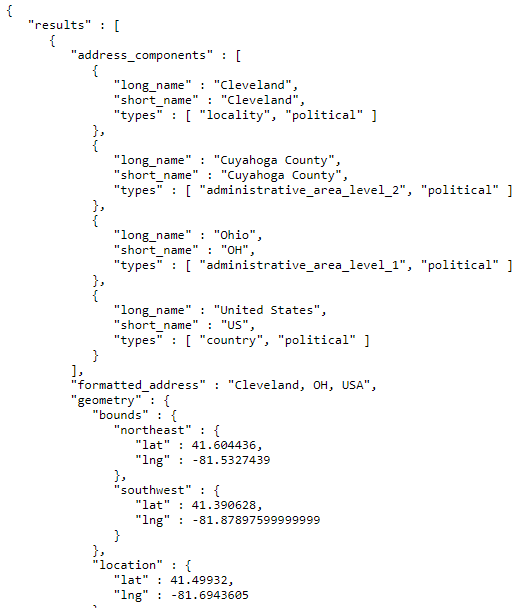 {
   "results" : [
      {
         "address_components" : [
            {
               "long_name" : "Cleveland",
               "short_name" : "Cleveland",
               "types" : [ "locality", "political" ]
            },
            {
               "long_name" : "Cuyahoga County",
               "short_name" : "Cuyahoga County",
               "types" : [ "administrative_area_level_2", "political" ]
            },
            {
               "long_name" : "Ohio",
               "short_name" : "OH",
               "types" : [ "administrative_area_level_1", "political" ]
            },
            {
               "long_name" : "United States",
               "short_name" : "US",
               "types" : [ "country", "political" ]
            }
         ],
         "formatted_address" : "Cleveland, OH, USA",
         "geometry" : {
            "bounds" : {
               "northeast" : {
                  "lat" : 41.604436,
                  "lng" : -81.5327439
               },
               "southwest" : {
                  "lat" : 41.390628,
                  "lng" : -81.87897599999999
               }
            },
            "location" : {
               "lat" : 41.49932,
               "lng" : -81.6943605
            }